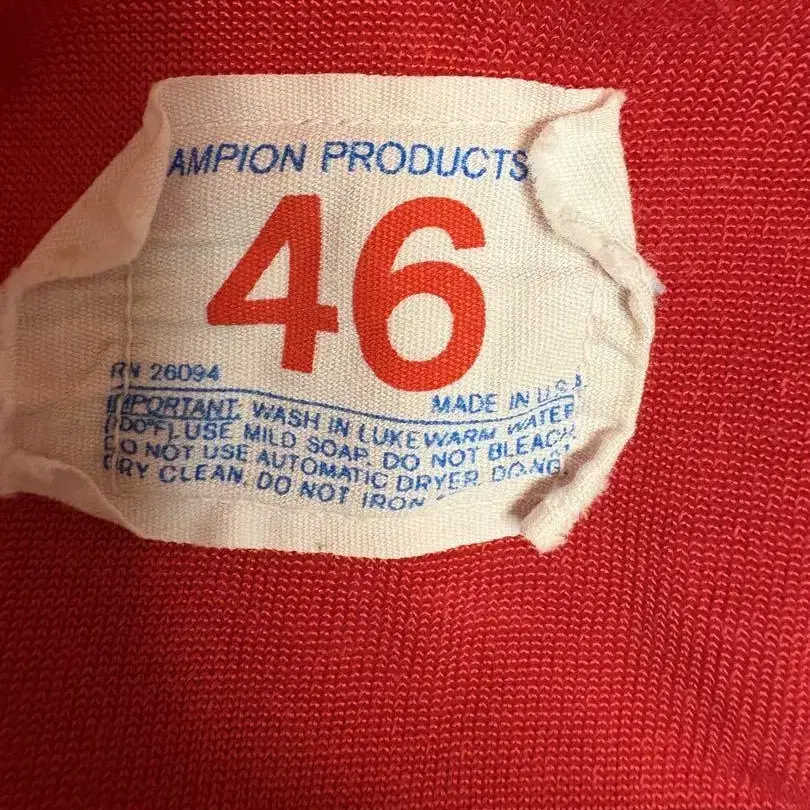 AMPION PRODUCTS
46
RN 26094
MADE IN U.S.A.
IMPORTANT. WASH IN LUKEWARM WATER
(100°F). USE MILD SOAP. DO NOT BLEACH.
DO NOT USE AUTOMATIC DRYER. DO NOT
DRY CLEAN. DO NOT IRON